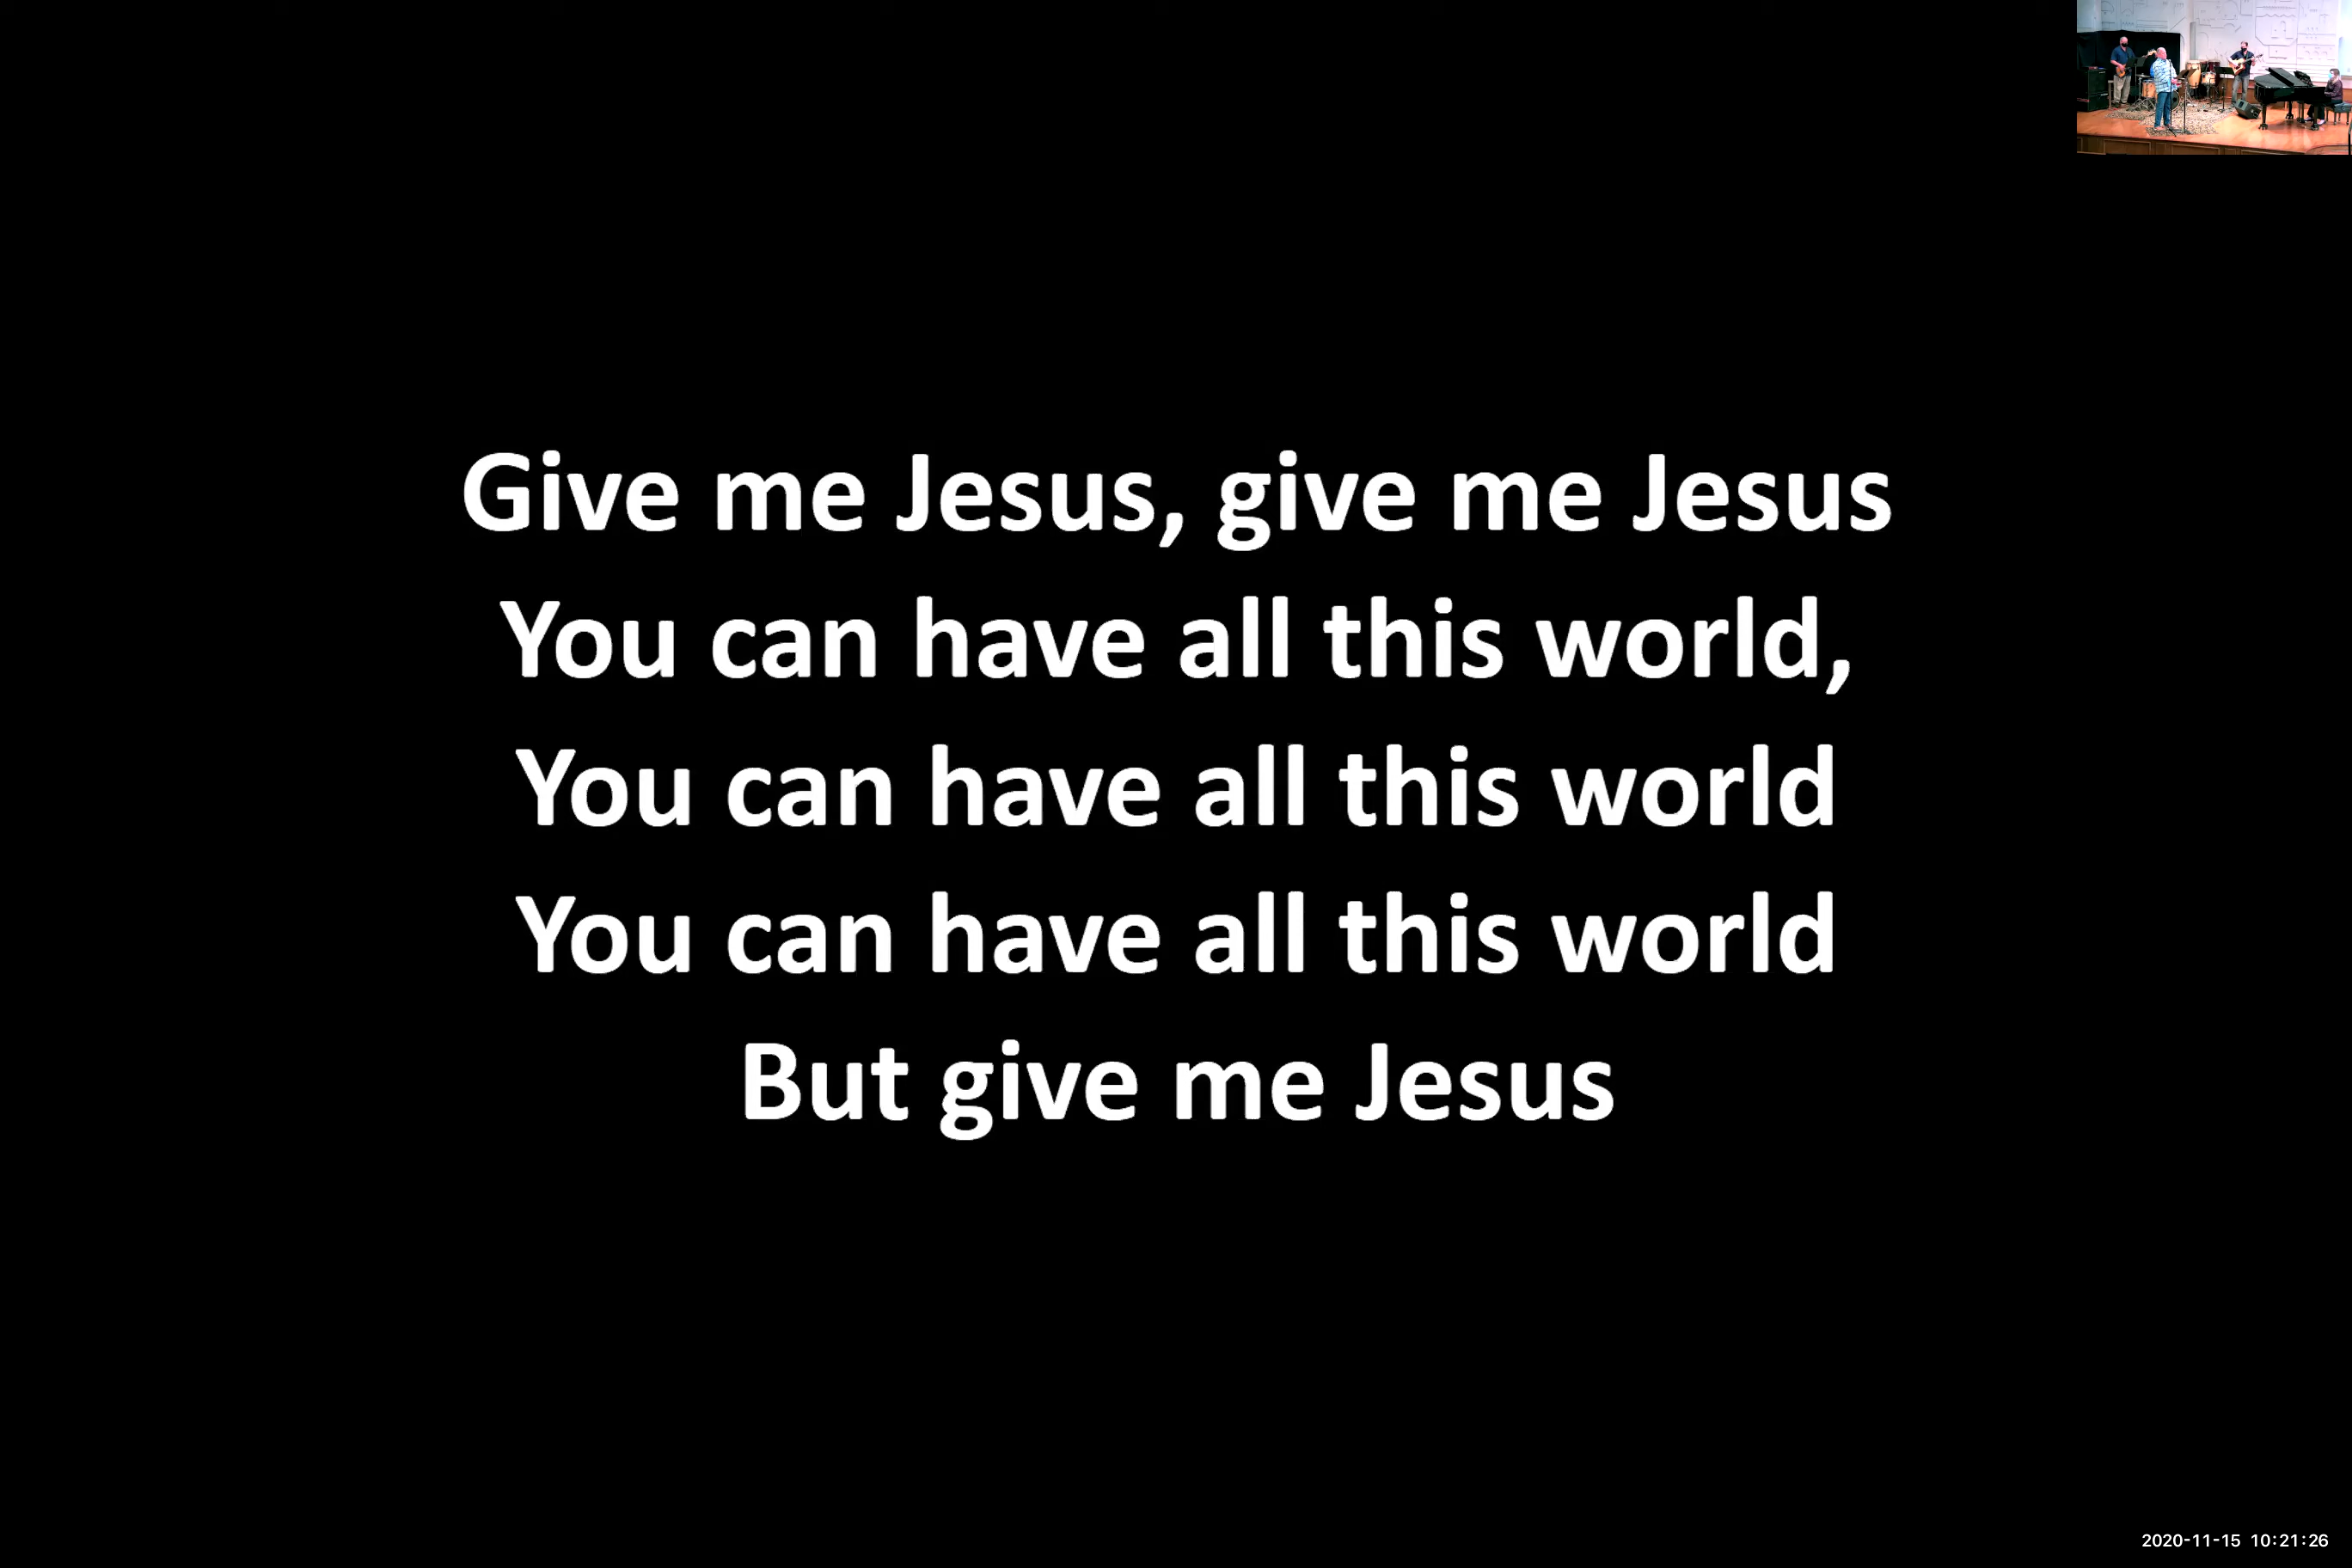 Give me Jesus, give me Jesus
You can have all this world,
You can have all this world
You can have all this world
But give me Jesus
2020-11-15 10:21:26